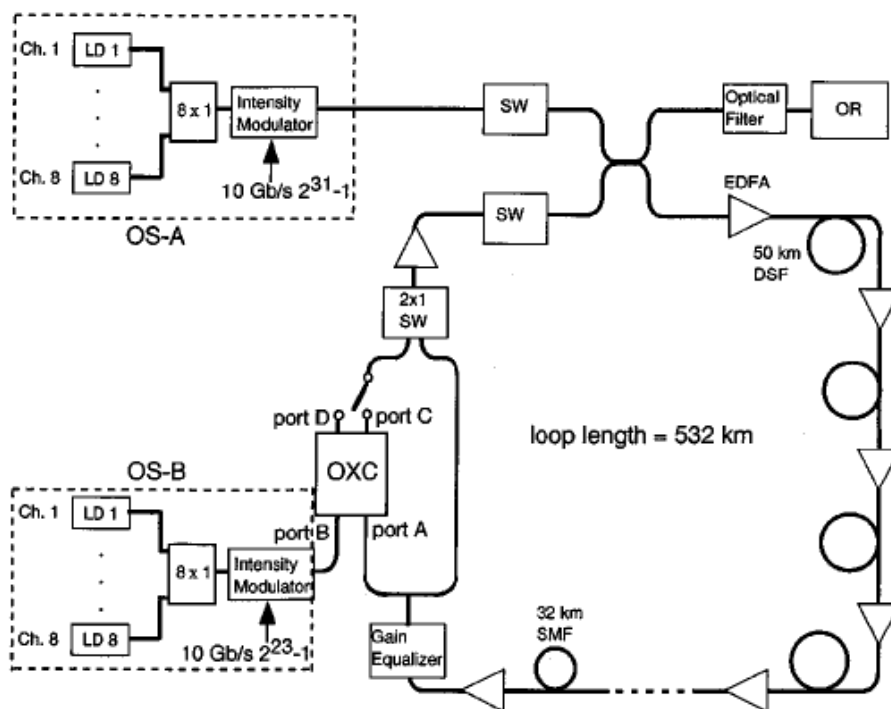 Ch. 1
LD 1
8 x 1
Intensity
Modulator
Ch. 8
LD 8
10 Gb/s 2^31-1
OS-A
SW
Optical
Filter
OR
SW
EDFA
50 km
DSF
2x1
SW
port D
port C
OXC
loop length = 532 km
OS-B
port B
port A
Ch. 1
LD 1
8 x 1
Intensity
Modulator
Ch. 8
LD 8
10 Gb/s 2^23-1
Gain
Equalizer
32 km
SMF